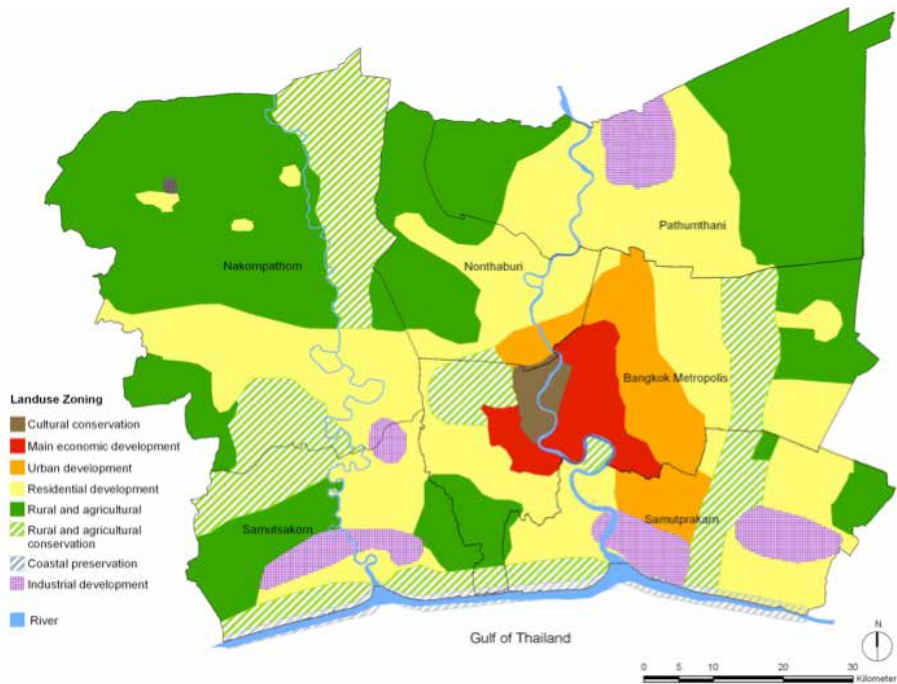 Pathumthani
Nakornpathom
Nonthaburi
Bangkok Metropolis
Samutsakorn
Samutprakarn
Gulf of Thailand
Landuse Zoning
Cultural conservation
Main economic development
Urban development
Residential development
Rural and agricultural
Rural and agricultural
conservation
Coastal preservation
Industrial development
River
N
0 5 10 20 30
Kilometer